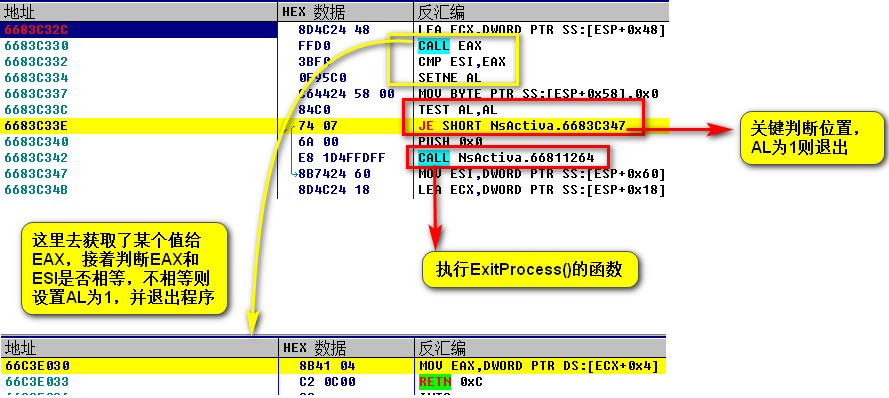 地址 HEX 数据 反汇编
6683C32C 8D4C24 48 LEA ECX,DWORD PTR SS:[ESP+0x48]
6683C330 FFD0 CALL EAX
6683C332 3BF0 CMP ESI,EAX
6683C334 0F95C0 SETNE AL
6683C337 C64424 58 00 MOV BYTE PTR SS:[ESP+0x58],0x0
6683C33C 84C0 TEST AL,AL
6683C33E 74 07 JE SHORT NsActiva.6683C347
6683C340 6A 00 PUSH 0x0
6683C342 E8 1D4FFDFF CALL NsActiva.66811264
6683C347 8B7424 60 MOV ESI,DWORD PTR SS:[ESP+0x60]
6683C34B 8D4C24 18 LEA ECX,DWORD PTR SS:[ESP+0x18]
关键判断位置，
AL为1则退出
这里去获取了某个值给
EAX，接着判断EAX和
ESI是否相等，不相等则
设置AL为1，并退出程序
执行ExitProcess()的函数
地址 HEX 数据 反汇编
66C3E030 8B41 04 MOV EAX,DWORD PTR DS:[ECX+0x4]
66C3E033 C2 0C00 RETN 0xC